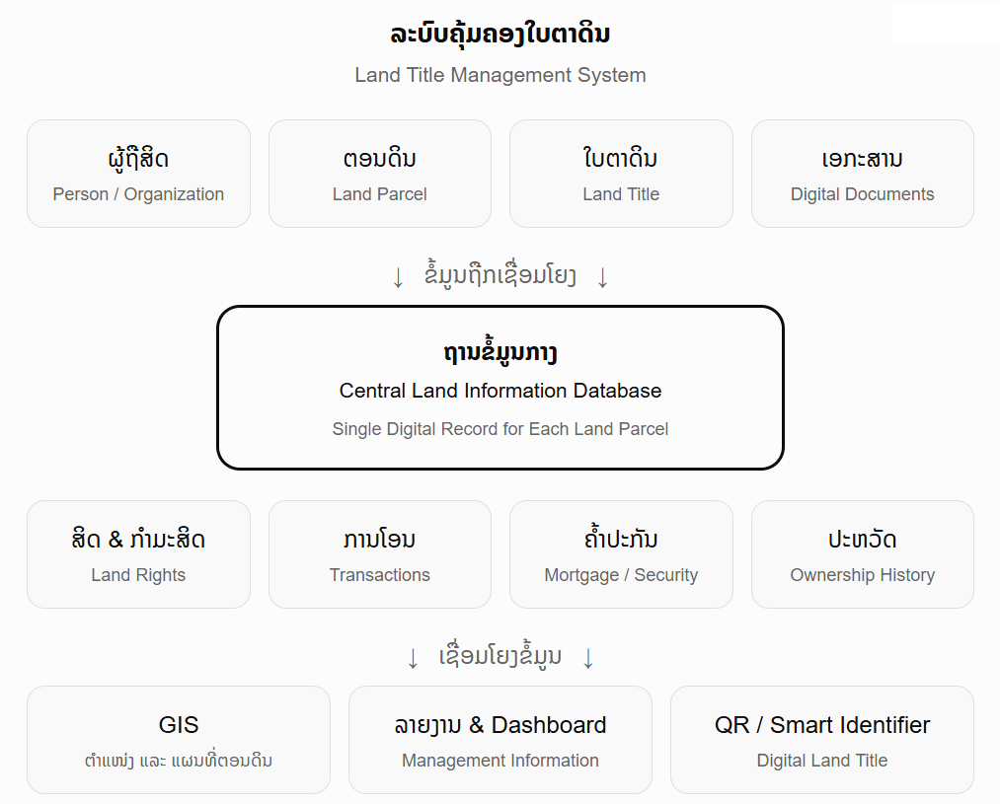 ລະບົບຄຸ້ມຄອງໃບຕາດິນ
Land Title Management System
ຜູ້ຖືສິດ
Person / Organization
ຕອນດິນ
Land Parcel
ໃບຕາດິນ
Land Title
ເອກະສານ
Digital Documents
↓ ຂໍ້ມູນຖືກເຊື່ອມໂຍງ ↓
ຖານຂໍ້ມູນກາງ
Central Land Information Database
Single Digital Record for Each Land Parcel
ສິດ & ກຳມະສິດ
Land Rights
ການໂອນ
Transactions
ຄ້ຳປະກັນ
Mortgage / Security
ປະຫວັດ
Ownership History
↓ ເຊື່ອມໂຍງຂໍ້ມູນ ↓
GIS
ຕຳແໜ່ງ ແລະ ແຜນທີ່ຕອນດິນ
ລາຍງານ & Dashboard
Management Information
QR / Smart Identifier
Digital Land Title